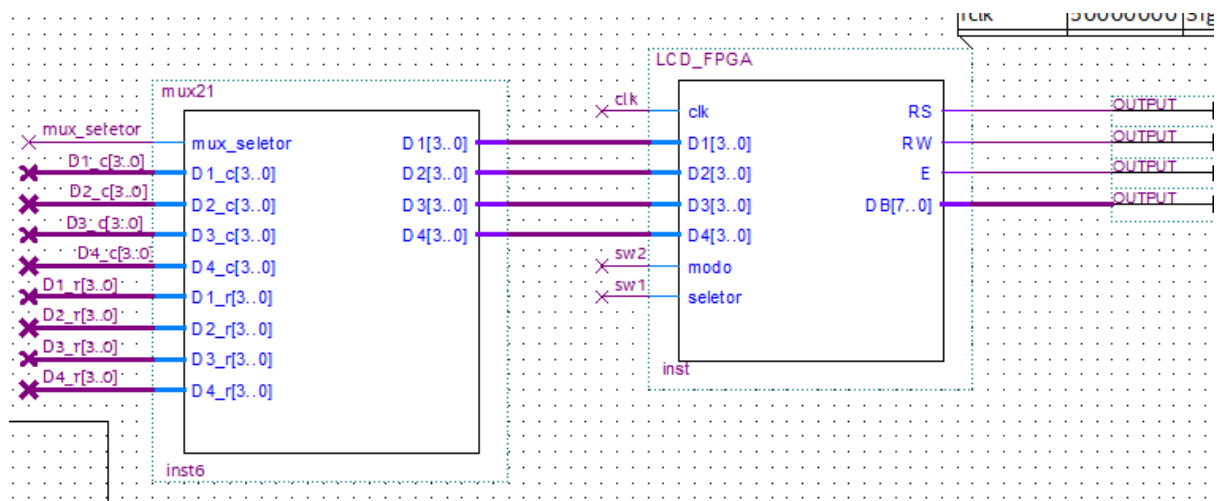 rclk 50000000 Sig
LCD_FPGA
mux21
clk
mux_seletor
D1_c[3..0]
D2_c[3..0]
D3_c[3..0]
D4_c[3..0]
D1_r[3..0]
D2_r[3..0]
D3_r[3..0]
D4_r[3..0]
mux_seletor
D1_c[3..0]
D2_c[3..0]
D3_c[3..0]
D4_c[3..0]
D1_r[3..0]
D2_r[3..0]
D3_r[3..0]
D4_r[3..0]
D1[3..0]
D2[3..0]
D3[3..0]
D4[3..0]
inst6
sw2
sw1
clk
D1[3..0]
D2[3..0]
D3[3..0]
D4[3..0]
modo
seletor
RS
RW
E
DB[7..0]
inst
OUTPUT
OUTPUT
OUTPUT
OUTPUT